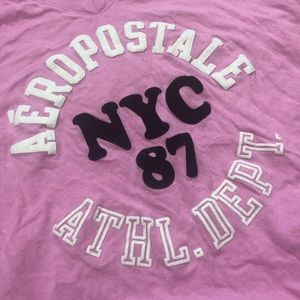 AÉROPOSTALE
NYC
87
ATHL. DEPT.